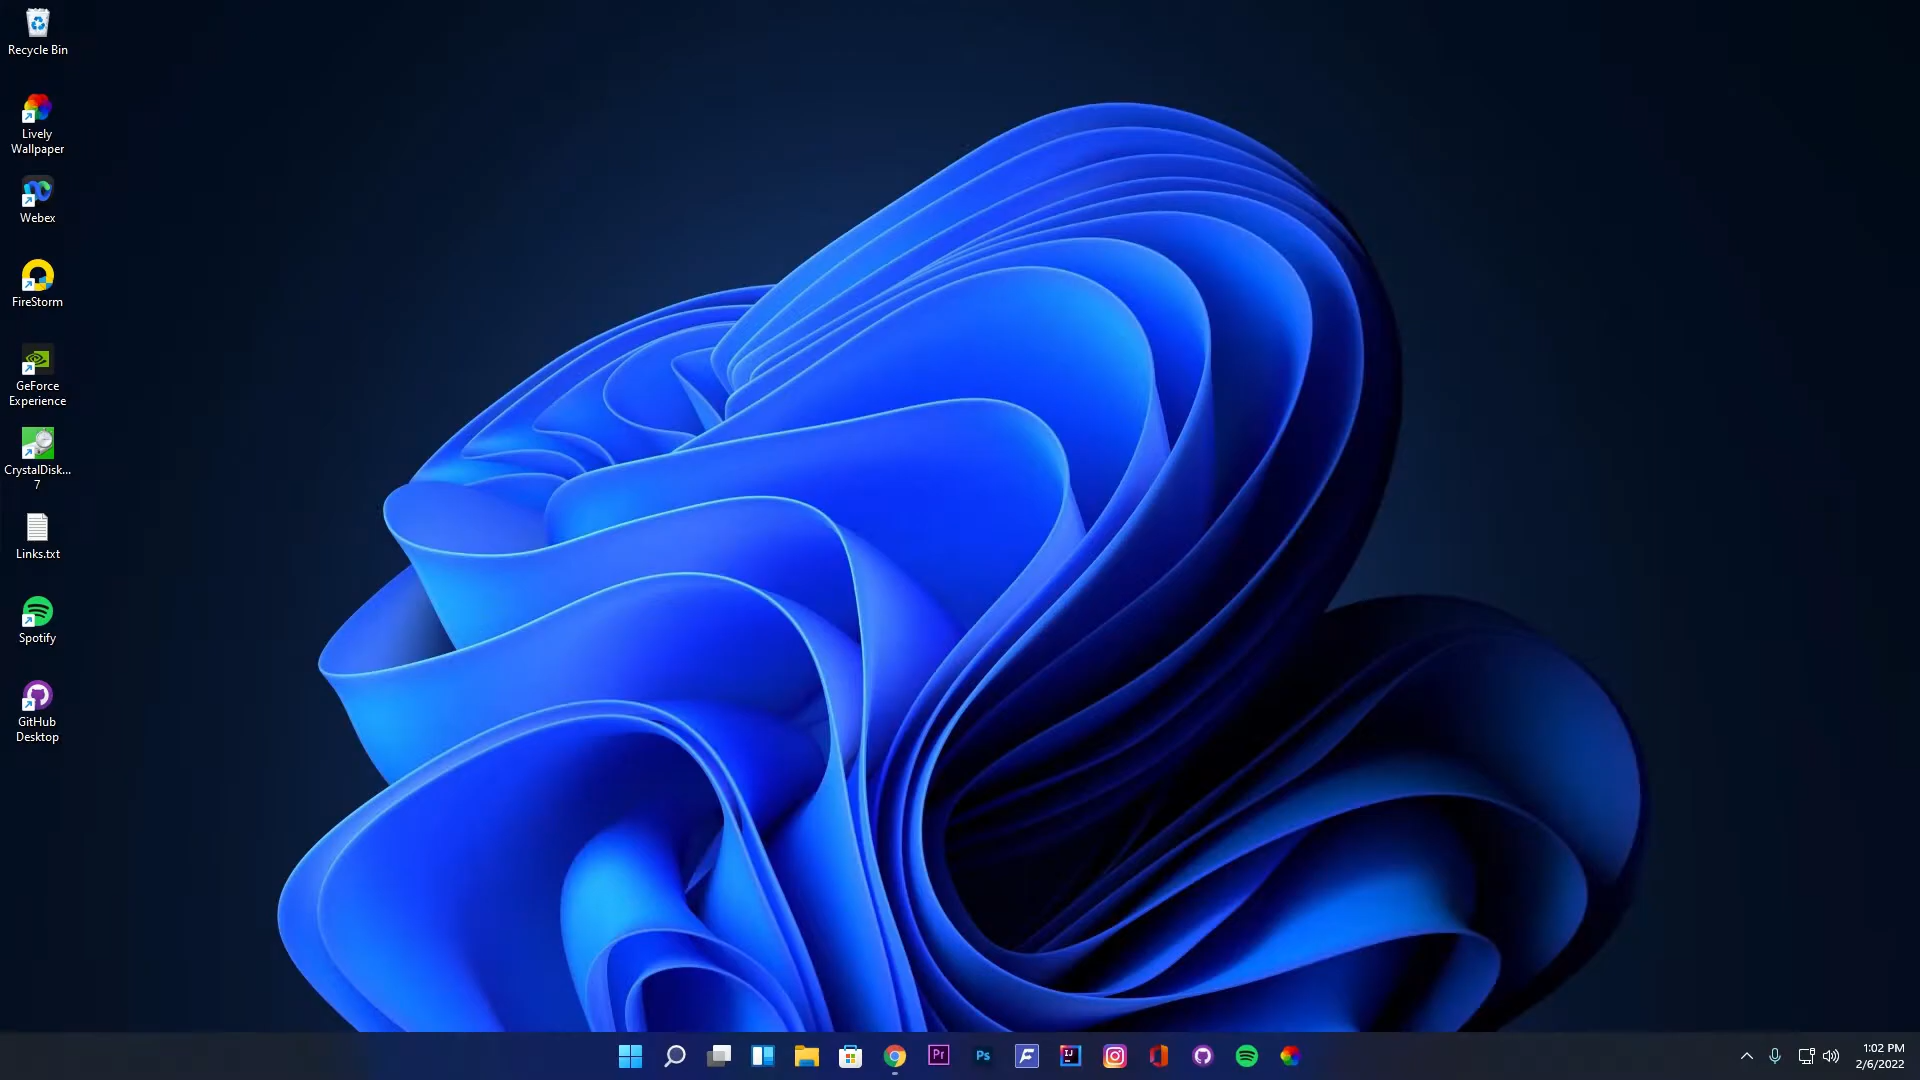 Recycle Bin
Lively
Wallpaper
Webex
FireStorm
GeForce
Experience
CrystalDisk...
7
Links.txt
Spotify
GitHub
Desktop
Pr
Ps
F
IJ
1:02 PM
2/6/2022